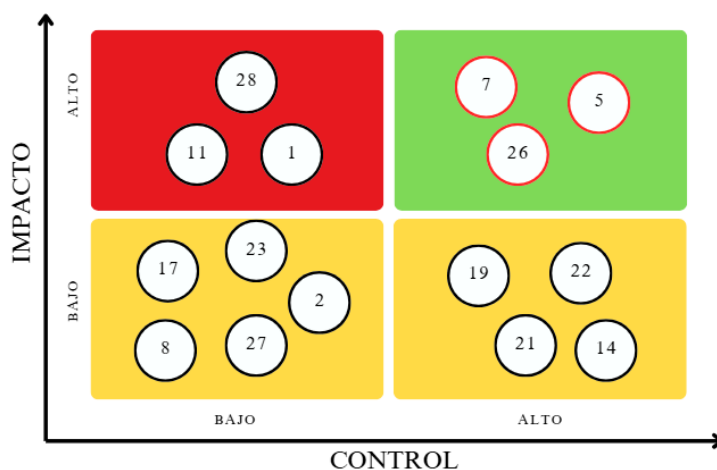 IMPACTO
ALTO
28
11
1
7
5
26
BAJO
17
23
2
8
27
19
22
21
14
BAJO
ALTO
CONTROL